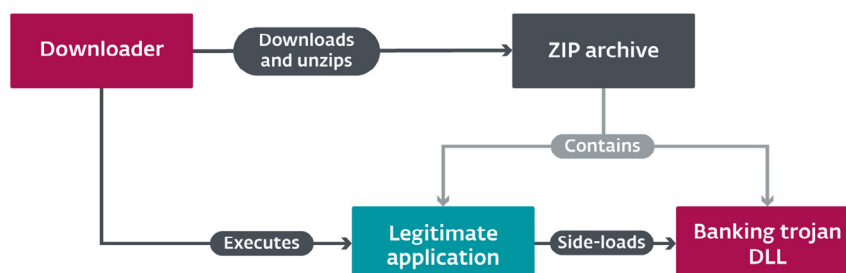 Downloader
Downloads
and unzips
ZIP archive
Contains
Executes
Legitimate
application
Side-loads
Banking trojan
DLL